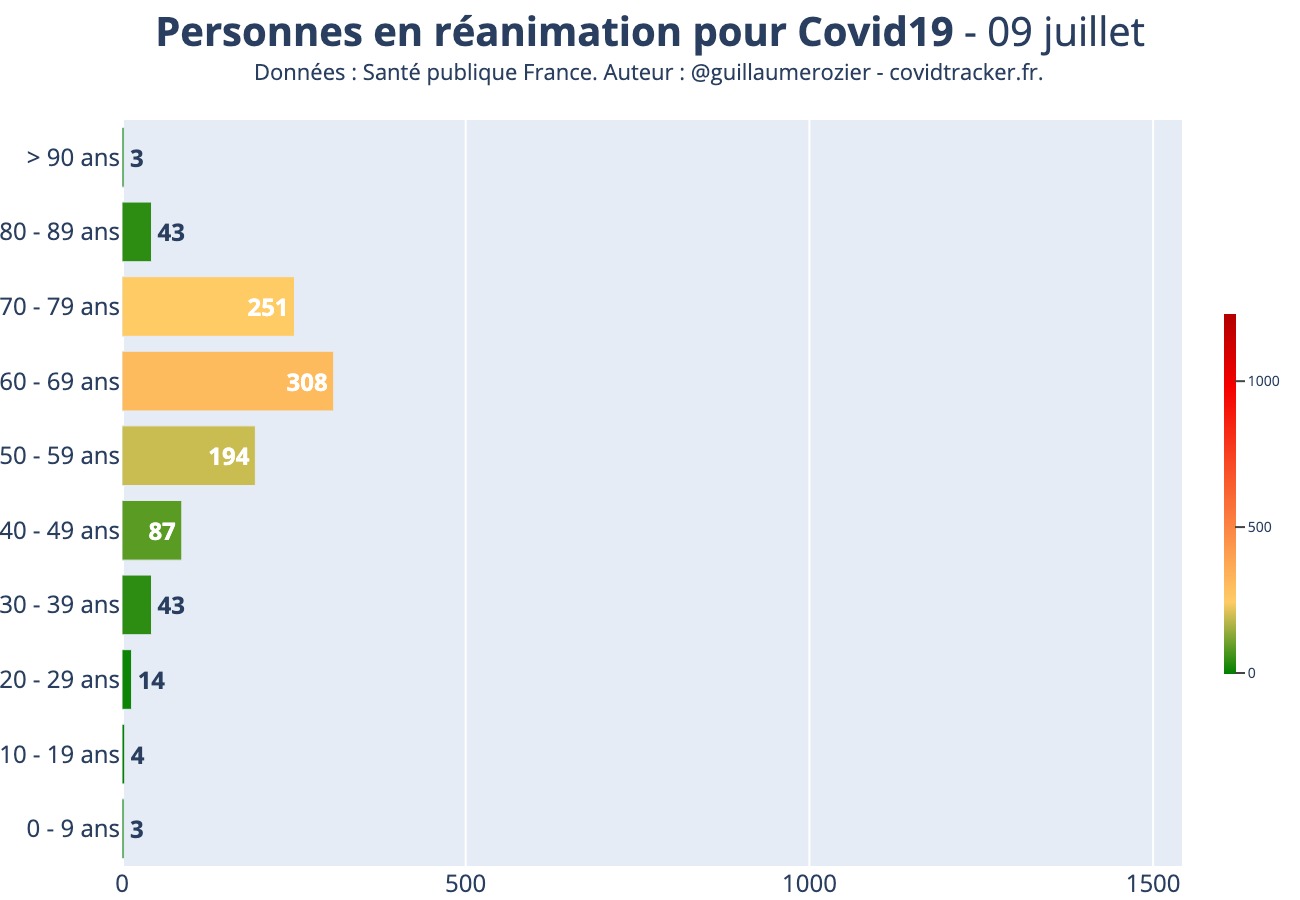 Personnes en réanimation pour Covid19 - 09 juillet
Données : Santé publique France. Auteur : @guillaumerozier - covidtracker.fr.
> 90 ans 3
80 - 89 ans 43
70 - 79 ans 251
60 - 69 ans 308
50 - 59 ans 194
40 - 49 ans 87
30 - 39 ans 43
20 - 29 ans 14
10 - 19 ans 4
0 - 9 ans 3
0 500 1000 1500
1000
500
0